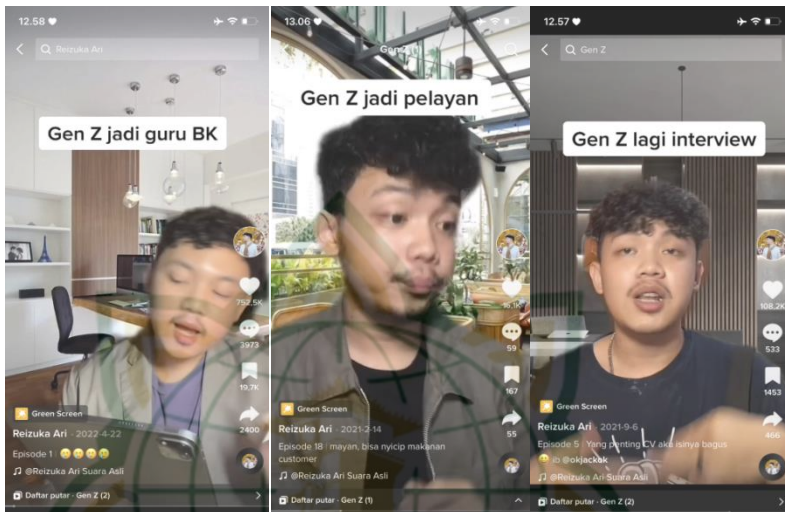 12.58
Reizuka Ari
Gen Z jadi guru BK
752.5K
3973
19.7K
Green Screen
2400
Reizuka Ari · 2022-4-22
Episode 1
@Reizuka Ari Suara Asli
Daftar putar · Gen Z (2)
13.06
Gen Z
Gen Z jadi pelayan
59
167
Green Screen
55
Reizuka Ari · 2021-2-14
Episode 18 | mayan, bisa nyicip makanan
customer
@Reizuka Ari Suara Asli
Daftar putar · Gen Z (1)
12.57
Gen Z
Gen Z lagi interview
108.2K
533
1453
Green Screen
466
Reizuka Ari · 2021-9-6
Episode 5 | Yang penting CV aku isinya bagus
ib @okjackok
@Reizuka Ari Suara Asli
Daftar putar · Gen Z (2)